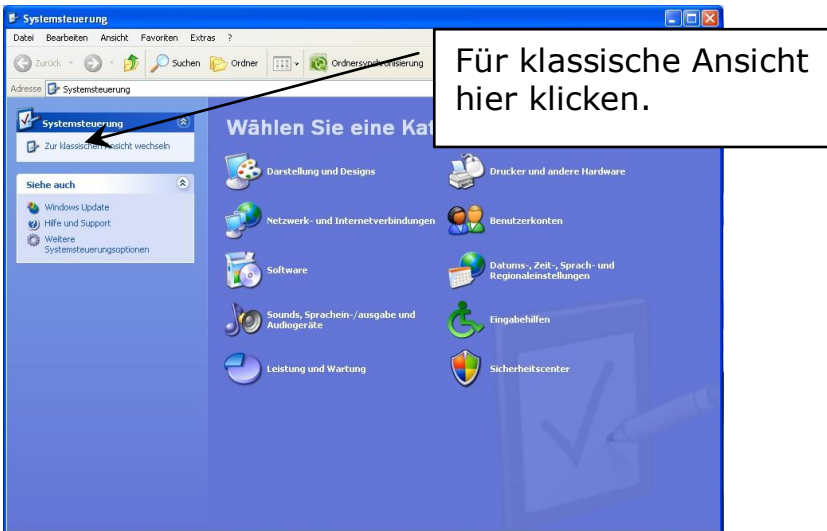 Systemsteuerung
Datei Bearbeiten Ansicht Favoriten Extras ?
Zurück Suchen Ordner Ordnersynchronisierung
Adresse Systemsteuerung
Für klassische Ansicht
hier klicken.
Systemsteuerung
Zur klassischen Ansicht wechseln
Siehe auch
Windows Update
Hilfe und Support
Weitere
Systemsteuerungsoptionen
Wählen Sie eine Kat
Darstellung und Designs
Drucker und andere Hardware
Netzwerk- und Internetverbindungen
Benutzerkonten
Software
Datums-, Zeit-, Sprach- und
Regionaleinstellungen
Sounds, Sprachein-/ausgabe und
Audiogeräte
Eingabehilfen
Leistung und Wartung
Sicherheitscenter